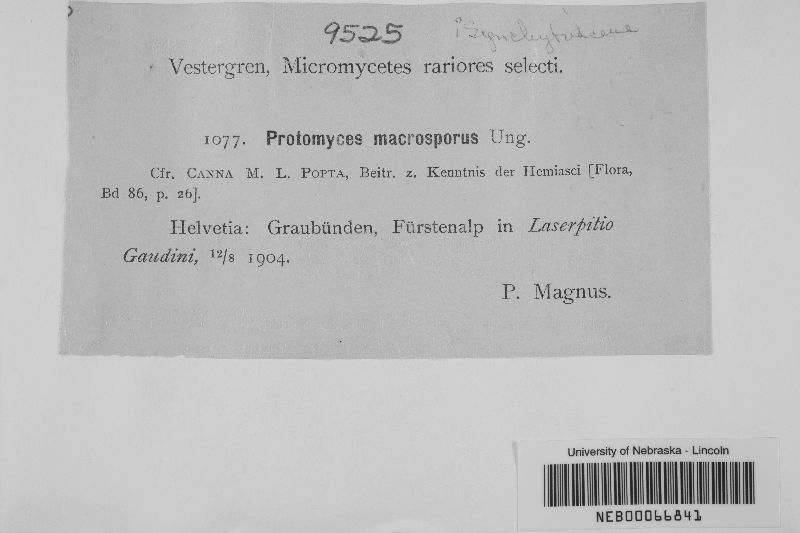 9525
Vestergren, Micromycetes rariores selecti.
1077. Protomyces macrosporus Ung.
Cfr. CANNA M. L. POPTA, Beitr. z. Kenntnis der Hemiasci [Flora,
Bd 86, p. 26].
Helvetia: Graubünden, Fürstenalp in Laserpitio
Gaudini, 12/8 1904.
P. Magnus.
University of Nebraska - Lincoln
NEB00066841